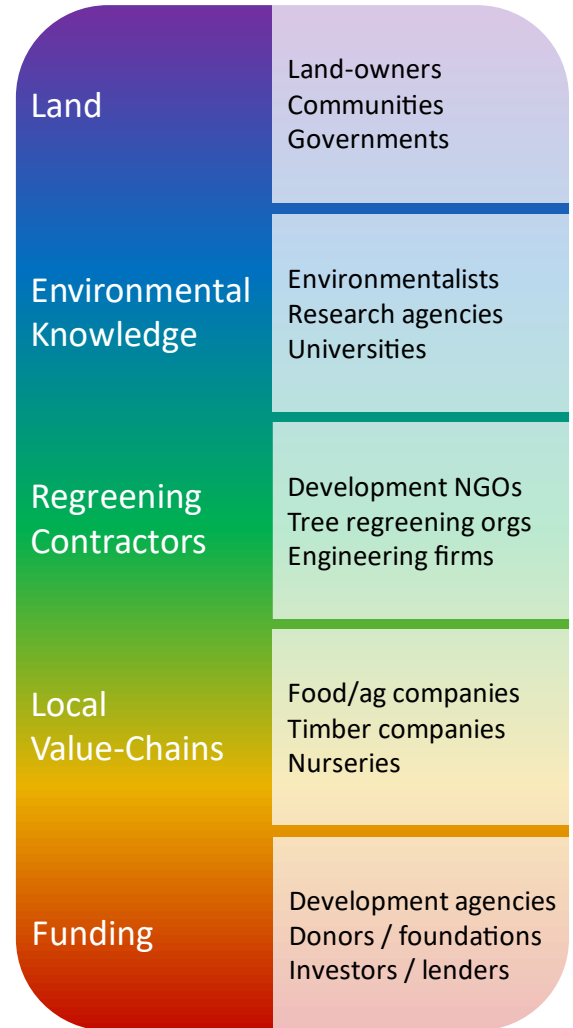 Land
Land-owners
Communities
Governments
Environmental
Knowledge
Environmentalists
Research agencies
Universities
Regreening
Contractors
Development NGOs
Tree regreening orgs
Engineering firms
Local
Value-Chains
Food/ag companies
Timber companies
Nurseries
Funding
Development agencies
Donors / foundations
Investors / lenders